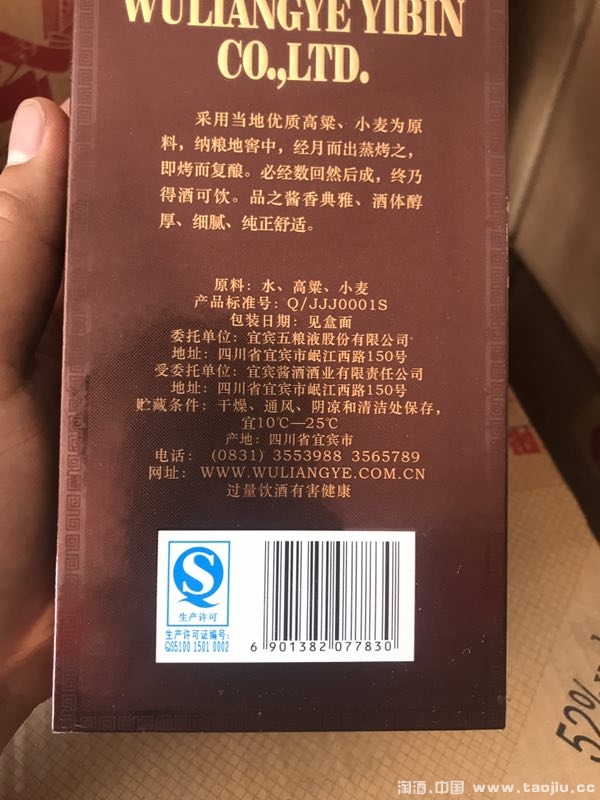 WULIANGYE YIBIN
CO.,LTD.
采用当地优质高粱、小麦为原
料，纳粮地窖中，经月而出蒸烤之，
即烤而复酿。必经数回然后成，终乃
得酒可饮。品之酱香典雅、酒体醇
厚、细腻、纯正舒适。
原料：水、高粱、小麦
产品标准号：Q/JJJ0001S
包装日期：见盒面
委托单位：宜宾五粮液股份有限公司
地址：四川省宜宾市岷江西路150号
受委托单位：宜宾酱酒酒业有限责任公司
地址：四川省宜宾市岷江西路150号
贮藏条件：干燥、通风、阴凉和清洁处保存，
宜10℃—25℃
产地：四川省宜宾市
电话：(0831) 3553988 3565789
网址：WWW.WULIANGYE.COM.CN
过量饮酒有害健康
生产许可
生产许可证编号：
QS5100 1501 0002
6 901382 077830
52%
淘酒.中国 www.taojiu.cc